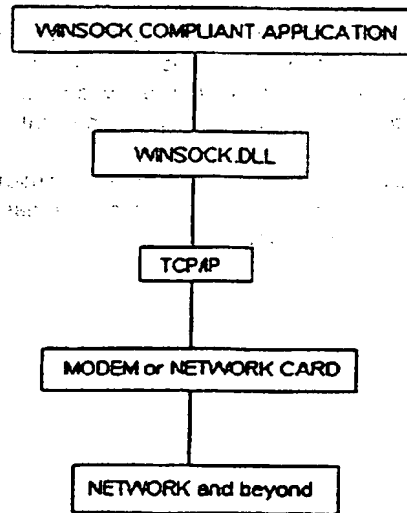 WINSOCK COMPLIANT APPLICATION
WINSOCK.DLL
TCP/IP
MODEM or NETWORK CARD
NETWORK and beyond